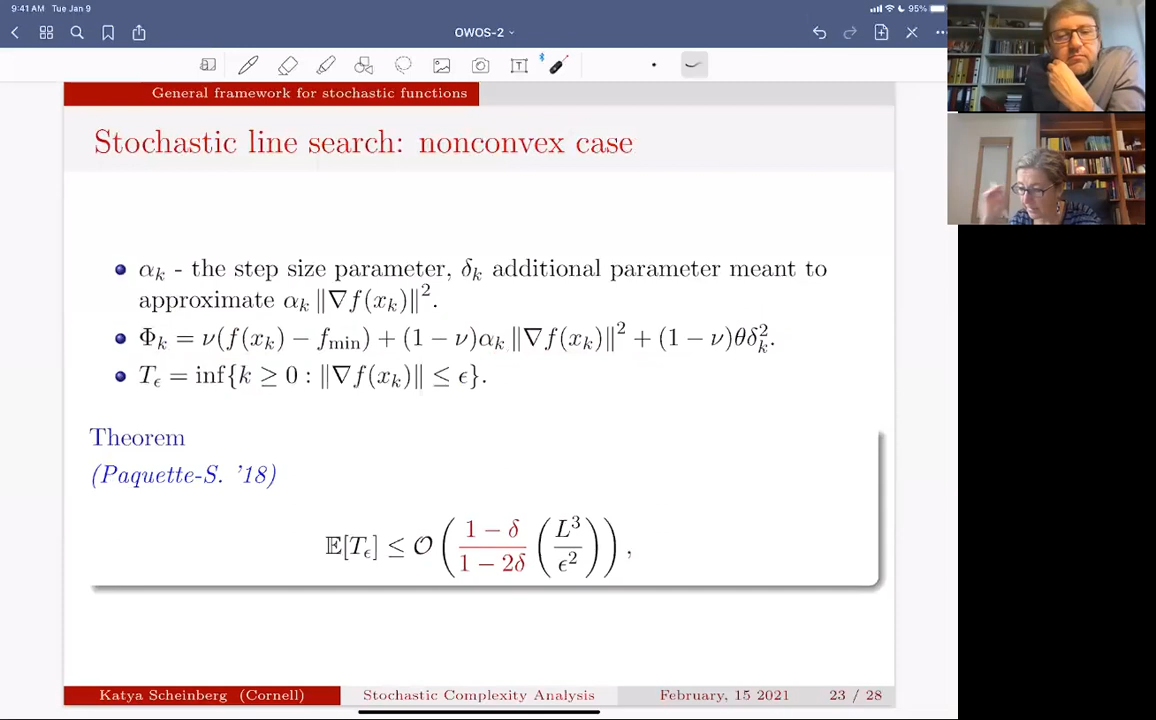 9:41 AM Tue Jan 9
95%
OWOS-2
General framework for stochastic functions
Stochastic line search: nonconvex case
α_k - the step size parameter, δ_k additional parameter meant to
approximate α_k ‖∇f(x_k)‖².
Φ_k = ν(f(x_k) − f_min) + (1 − ν)α_k ‖∇f(x_k)‖² + (1 − ν)θδ_k².
T_ϵ = inf{k ≥ 0 : ‖∇f(x_k)‖ ≤ ϵ}.
Theorem
(Paquette-S. '18)
𝔼[T_ϵ] ≤ 𝒪 ( (1 − δ)/(1 − 2δ) ( L³/ϵ² ) ) ,
Katya Scheinberg (Cornell) Stochastic Complexity Analysis February, 15 2021 23 / 28